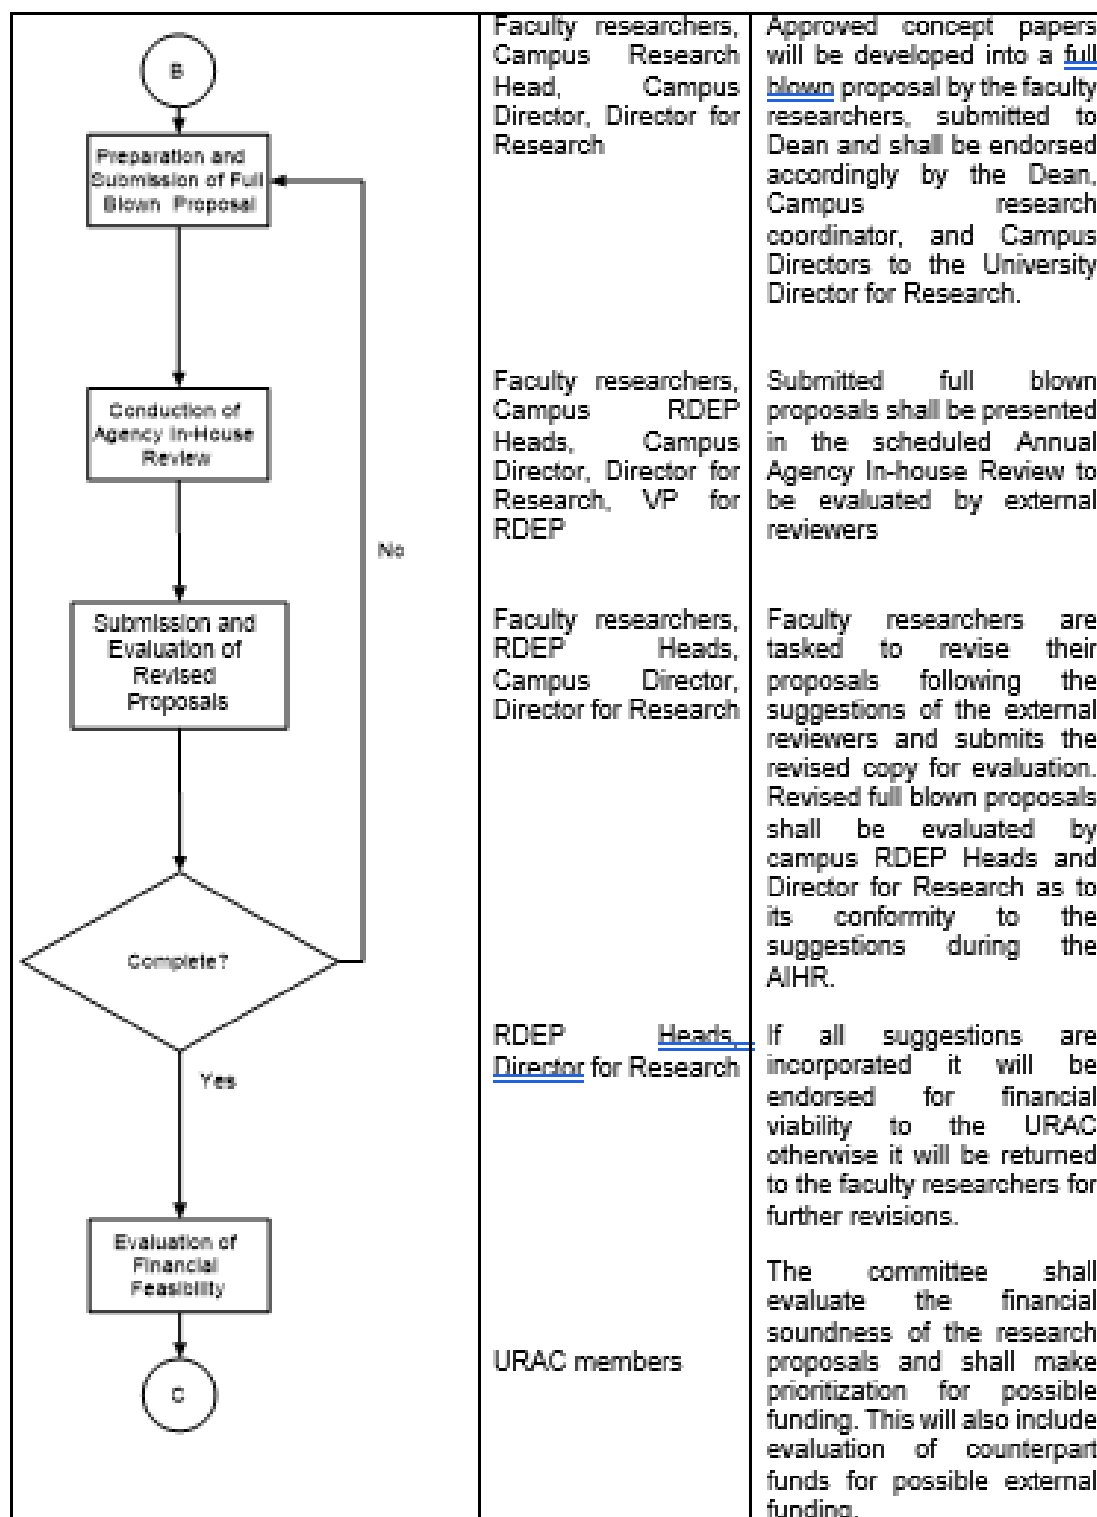 B
Preparation and
Submission of Full
Blown Proposal
Conduction of
Agency In-House
Review
No
Submission and
Evaluation of
Revised
Proposals
Complete?
Yes
Evaluation of
Financial
Feasibility
C
Faculty researchers,
Campus Research
Head, Campus
Director, Director for
Research
Faculty researchers,
Campus RDEP
Heads, Campus
Director, Director for
Research, VP for
RDEP
Faculty researchers,
RDEP Heads,
Campus Director,
Director for Research
RDEP Heads,
Director for Research
URAC members
Approved concept papers
will be developed into a full
blown proposal by the faculty
researchers, submitted to
Dean and shall be endorsed
accordingly by the Dean,
Campus research
coordinator, and Campus
Directors to the University
Director for Research.
Submitted full blown
proposals shall be presented
in the scheduled Annual
Agency In-house Review to
be evaluated by external
reviewers
Faculty researchers are
tasked to revise their
proposals following the
suggestions of the external
reviewers and submits the
revised copy for evaluation.
Revised full blown proposals
shall be evaluated by
campus RDEP Heads and
Director for Research as to
its conformity to the
suggestions during the
AIHR.
If all suggestions are
incorporated it will be
endorsed for financial
viability to the URAC
otherwise it will be returned
to the faculty researchers for
further revisions.
The committee shall
evaluate the financial
soundness of the research
proposals and shall make
prioritization for possible
funding. This will also include
evaluation of counterpart
funds for possible external
funding.